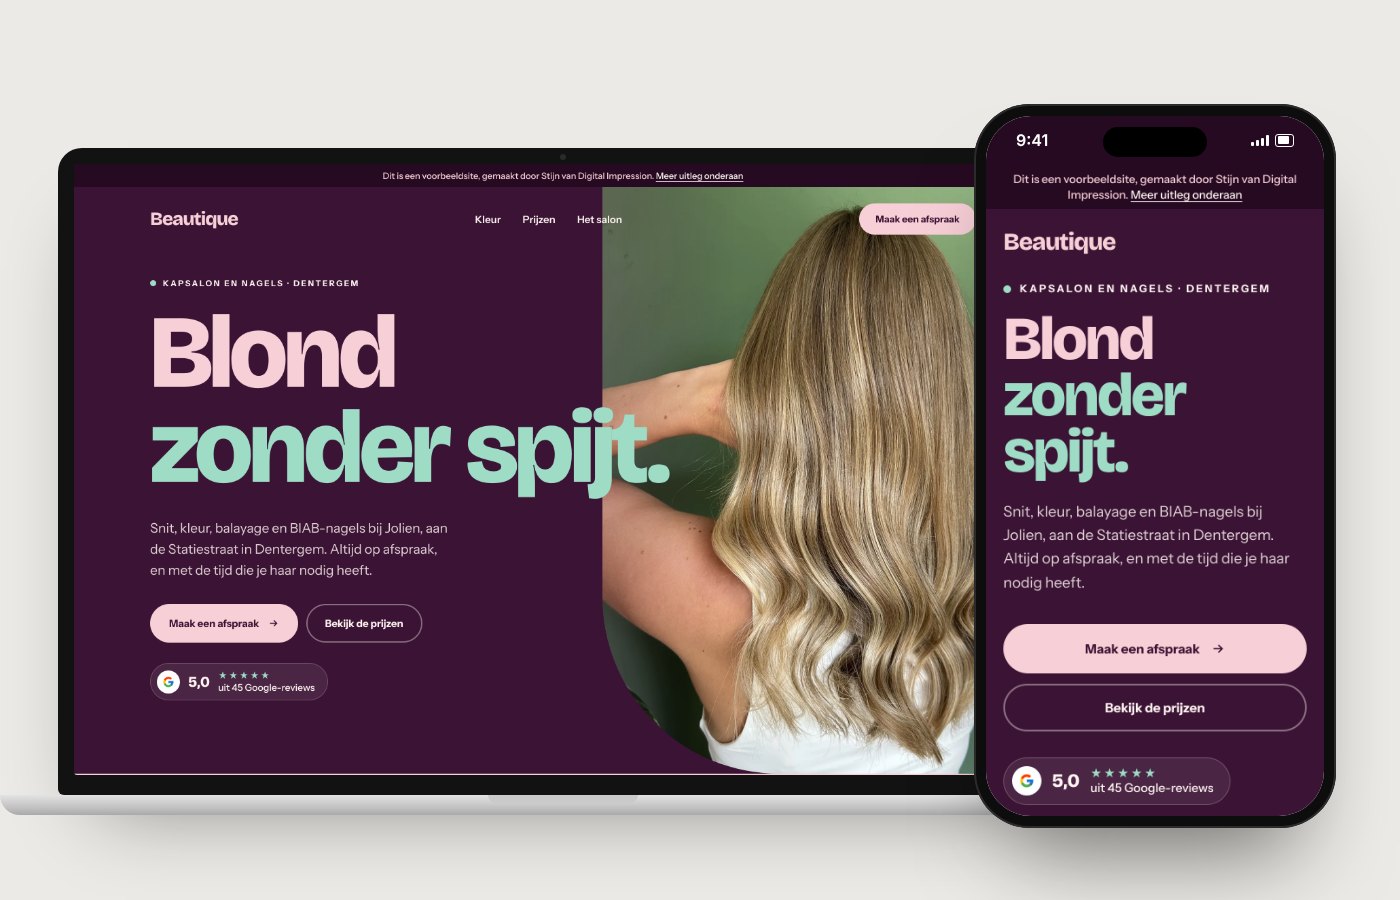 Dit is een voorbeeldsite, gemaakt door Stijn van Digital Impression. Meer uitleg onderaan
Beautique
Kleur Prijzen Het salon
Maak een afspraak
KAPSALON EN NAGELS · DENTERGEM
Blond
zonder spijt.
Snit, kleur, balayage en BIAB-nagels bij Jolien, aan
de Statiestraat in Dentergem. Altijd op afspraak,
en met de tijd die je haar nodig heeft.
Maak een afspraak →
Bekijk de prijzen
G 5,0 ★★★★★
uit 45 Google-reviews
9:41
Dit is een voorbeeldsite, gemaakt door Stijn van Digital
Impression. Meer uitleg onderaan
Beautique
KAPSALON EN NAGELS · DENTERGEM
Blond
zonder
spijt.
Snit, kleur, balayage en BIAB-nagels bij
Jolien, aan de Statiestraat in Dentergem.
Altijd op afspraak, en met de tijd die je haar
nodig heeft.
Maak een afspraak →
Bekijk de prijzen
G 5,0 ★★★★★
uit 45 Google-reviews